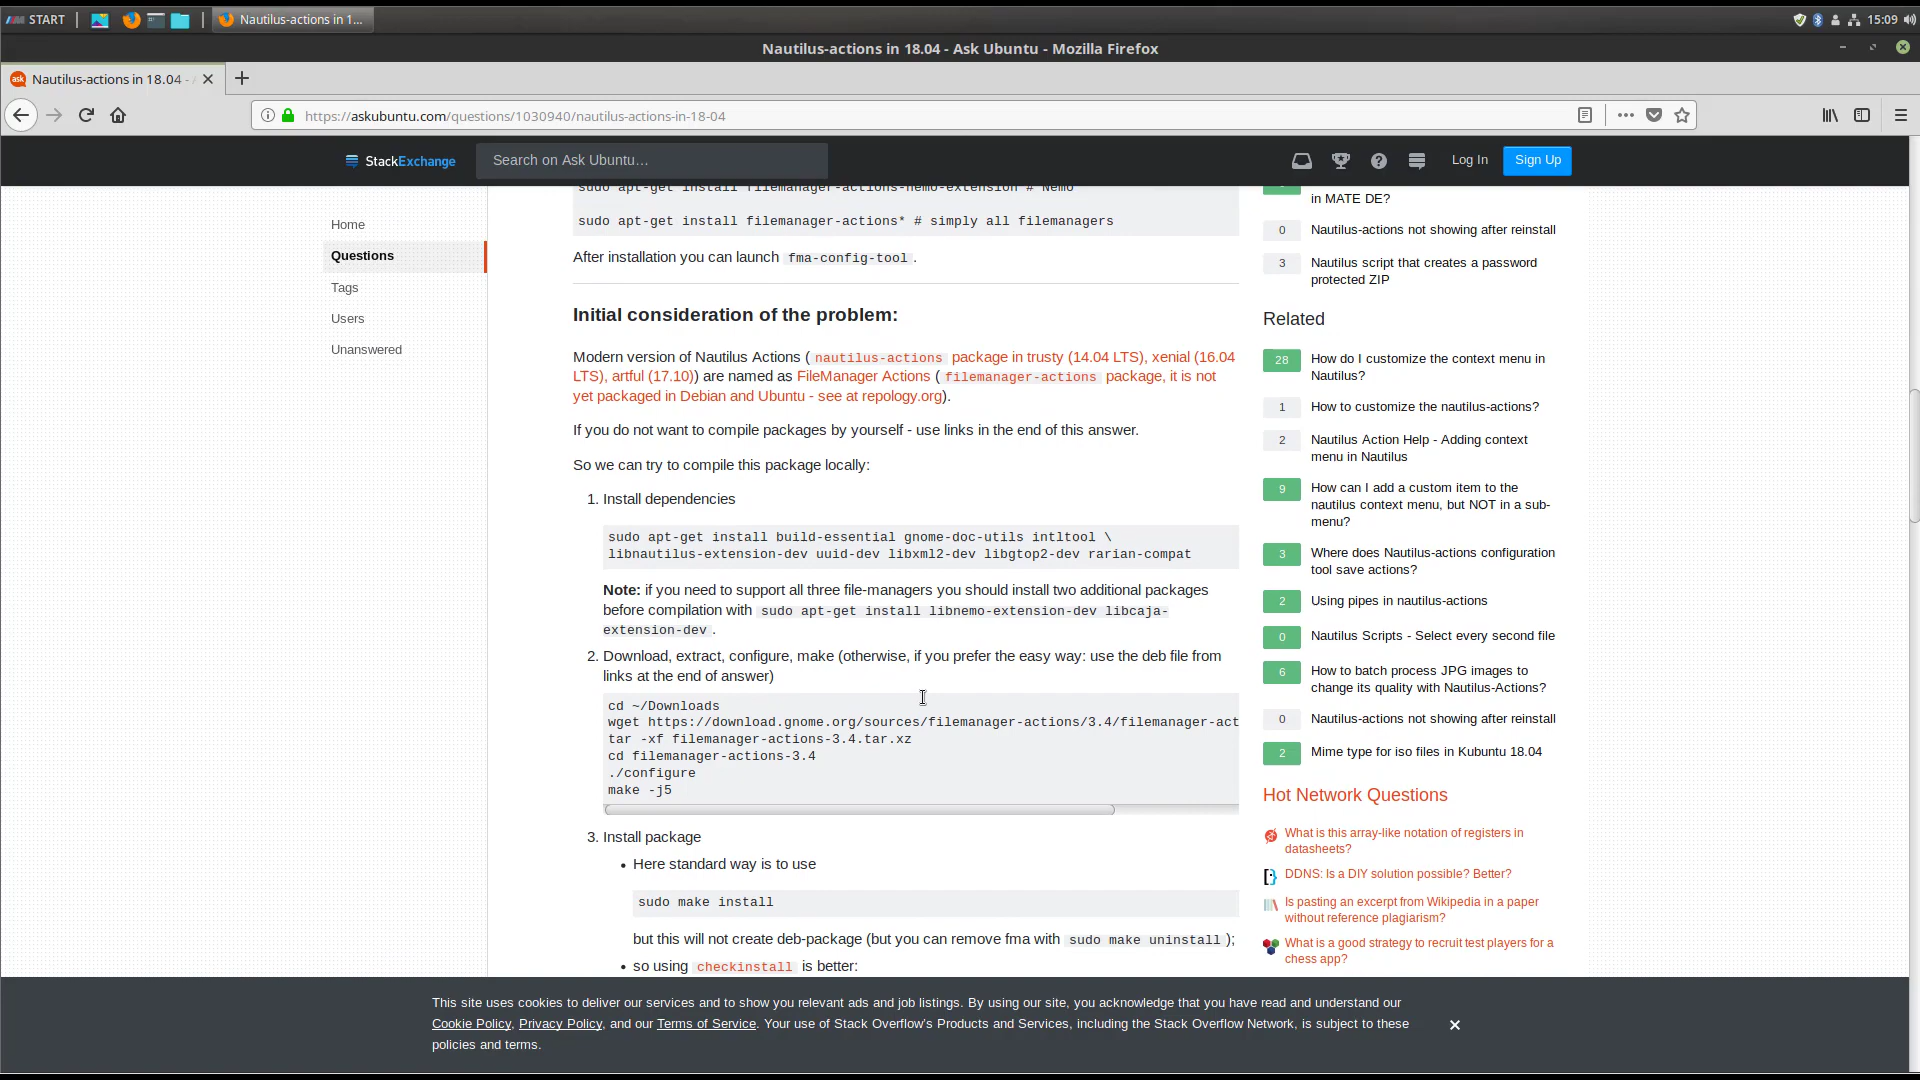 START
Nautilus-actions in 1...
15:09
Nautilus-actions in 18.04 - Ask Ubuntu - Mozilla Firefox
ask
Nautilus-actions in 18.04 -
https://askubuntu.com/questions/1030940/nautilus-actions-in-18-04
StackExchange
Search on Ask Ubuntu…
Log In
Sign Up
Home
Questions
Tags
Users
Unanswered
sudo apt-get install filemanager-actions-nemo-extension # Nemo
sudo apt-get install filemanager-actions* # simply all filemanagers
After installation you can launch fma-config-tool.
Initial consideration of the problem:
Modern version of Nautilus Actions ( nautilus-actions package in trusty (14.04 LTS), xenial (16.04
LTS), artful (17.10)) are named as FileManager Actions ( filemanager-actions package, it is not
yet packaged in Debian and Ubuntu - see at repology.org).
If you do not want to compile packages by yourself - use links in the end of this answer.
So we can try to compile this package locally:
1. Install dependencies
sudo apt-get install build-essential gnome-doc-utils intltool \
libnautilus-extension-dev uuid-dev libxml2-dev libgtop2-dev rarian-compat
Note: if you need to support all three file-managers you should install two additional packages
before compilation with sudo apt-get install libnemo-extension-dev libcaja-
extension-dev.
2. Download, extract, configure, make (otherwise, if you prefer the easy way: use the deb file from
links at the end of answer)
cd ~/Downloads
wget https://download.gnome.org/sources/filemanager-actions/3.4/filemanager-act
tar -xf filemanager-actions-3.4.tar.xz
cd filemanager-actions-3.4
./configure
make -j5
3. Install package
• Here standard way is to use
sudo make install
but this will not create deb-package (but you can remove fma with sudo make uninstall);
• so using checkinstall is better:
in MATE DE?
0 Nautilus-actions not showing after reinstall
3 Nautilus script that creates a password
protected ZIP
Related
28 How do I customize the context menu in
Nautilus?
1 How to customize the nautilus-actions?
2 Nautilus Action Help - Adding context
menu in Nautilus
9 How can I add a custom item to the
nautilus context menu, but NOT in a sub-
menu?
3 Where does Nautilus-actions configuration
tool save actions?
2 Using pipes in nautilus-actions
0 Nautilus Scripts - Select every second file
6 How to batch process JPG images to
change its quality with Nautilus-Actions?
0 Nautilus-actions not showing after reinstall
2 Mime type for iso files in Kubuntu 18.04
Hot Network Questions
What is this array-like notation of registers in
datasheets?
DDNS: Is a DIY solution possible? Better?
Is pasting an excerpt from Wikipedia in a paper
without reference plagiarism?
What is a good strategy to recruit test players for a
chess app?
This site uses cookies to deliver our services and to show you relevant ads and job listings. By using our site, you acknowledge that you have read and understand our
Cookie Policy, Privacy Policy, and our Terms of Service. Your use of Stack Overflow's Products and Services, including the Stack Overflow Network, is subject to these
policies and terms.